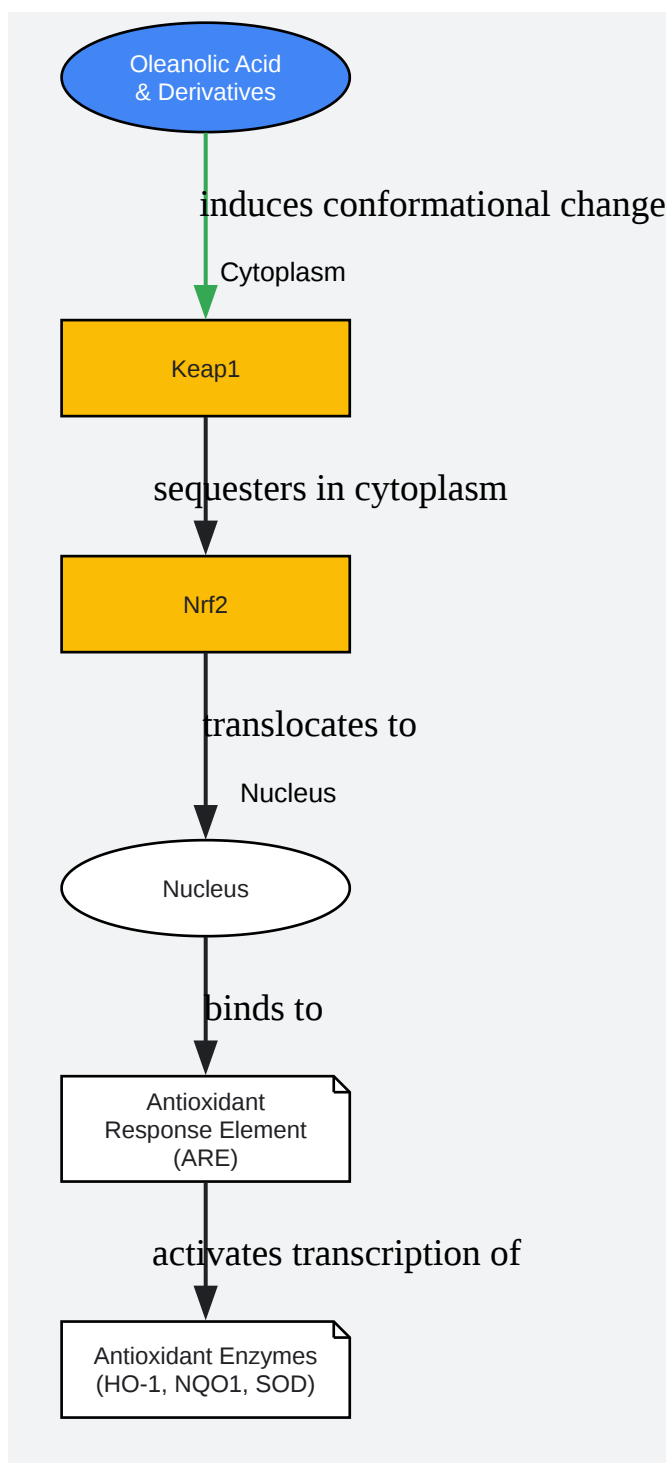 Oleanolic Acid
& Derivatives
induces conformational change
Cytoplasm
Keap1
sequesters in cytoplasm
Nrf2
translocates to
Nucleus
Nucleus
binds to
Antioxidant
Response Element
(ARE)
activates transcription of
Antioxidant Enzymes
(HO-1, NQO1, SOD)